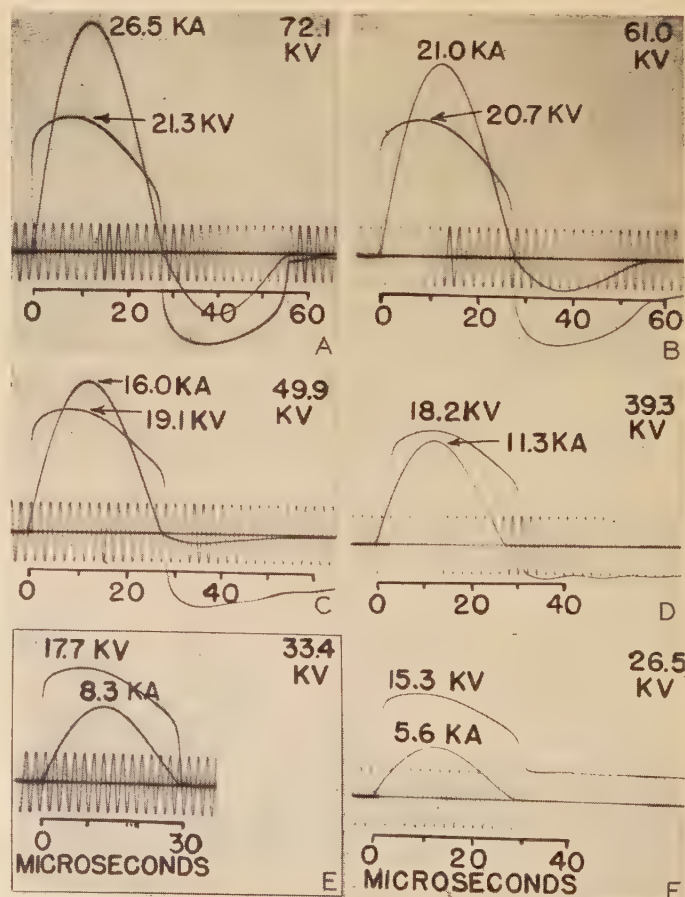 26.5 KA
72.1
KV
21.3 KV
0 20 40 60
A
21.0 KA
61.0
KV
20.7 KV
0 20 40 60
B
16.0 KA
49.9
KV
19.1 KV
0 20 40
C
18.2 KV
39.3
KV
11.3 KA
0 20 40
D
17.7 KV
33.4
KV
8.3 KA
0 30
MICROSECONDS
E
26.5
KV
15.3 KV
5.6 KA
0 20 40
MICROSECONDS
F